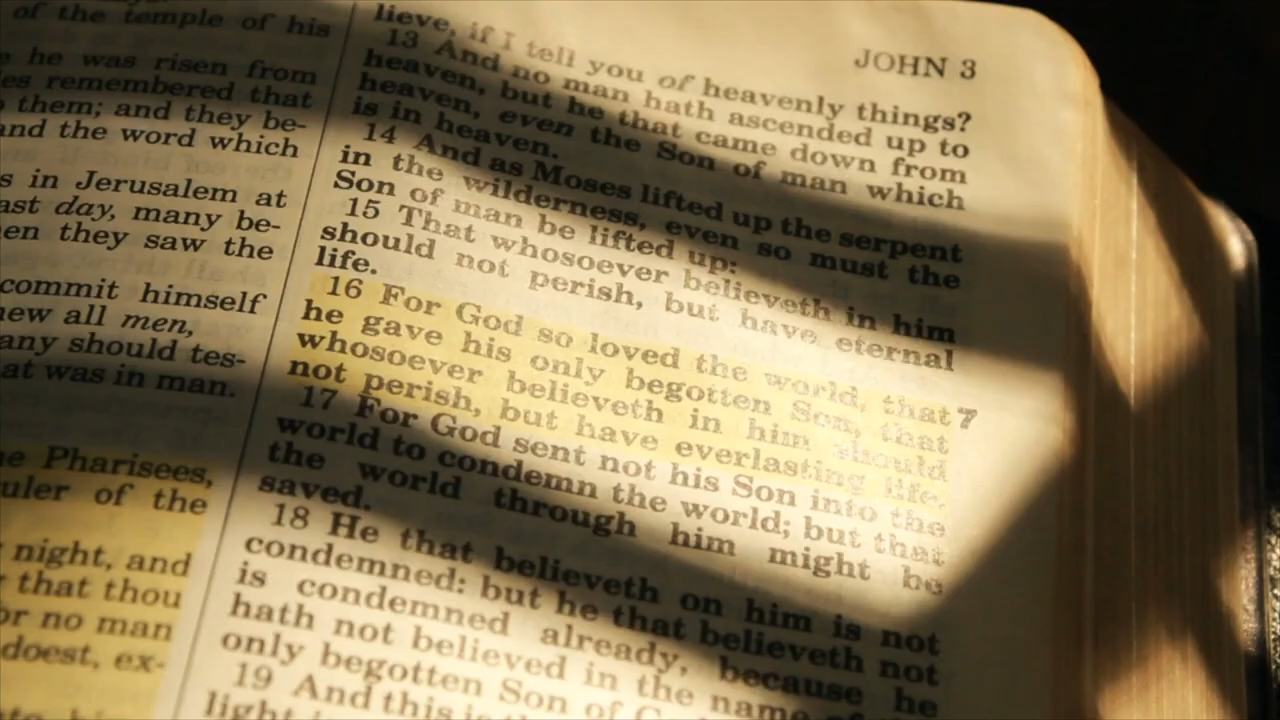 of the temple of his
he was risen from
remembered that
them; and they be-
and the word which
in Jerusalem at
day, many be-
they saw the
commit himself
all men,
any should tes-
at was in man.
Pharisees,
of the
night, and
that thou
no man
doest, ex-
JOHN 3
lieve, if I tell you of heavenly things?
13 And no man hath ascended up to
heaven, but he that came down from
heaven, even the Son of man which
is in heaven.
14 And as Moses lifted up the serpent
in the wilderness, even so must the
Son of man be lifted up:
15 That whosoever believeth in him
should not perish, but have eternal
life.
16 For God so loved the world, that
he gave his only begotten Son, that
whosoever believeth in him should
not perish, but have everlasting life.
17 For God sent not his Son into the
world to condemn the world; but that
the world through him might be
saved.
18 He that believeth on him is not
condemned: but he that believeth not
is condemned already, because he
hath not believed in the name of the
only begotten Son of God.
19 And this is the
light is
7